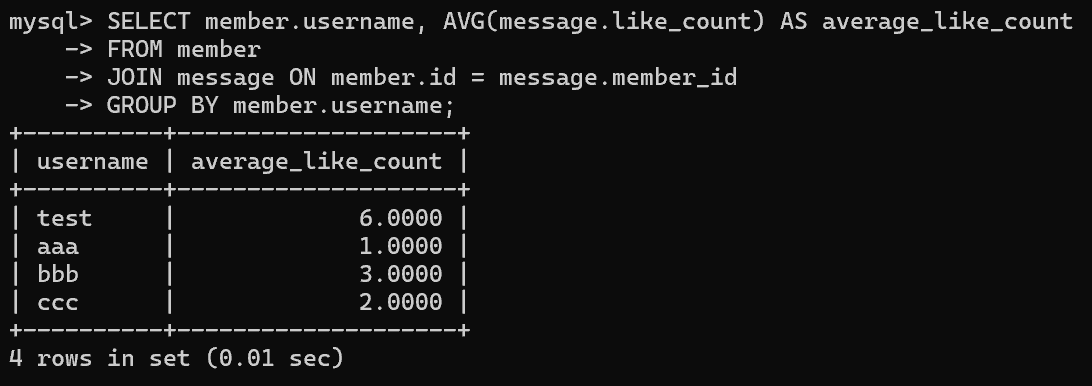 mysql> SELECT member.username, AVG(message.like_count) AS average_like_count
    -> FROM member
    -> JOIN message ON member.id = message.member_id
    -> GROUP BY member.username;
+----------+--------------------+
| username | average_like_count |
+----------+--------------------+
| test     |             6.0000 |
| aaa      |             1.0000 |
| bbb      |             3.0000 |
| ccc      |             2.0000 |
+----------+--------------------+
4 rows in set (0.01 sec)